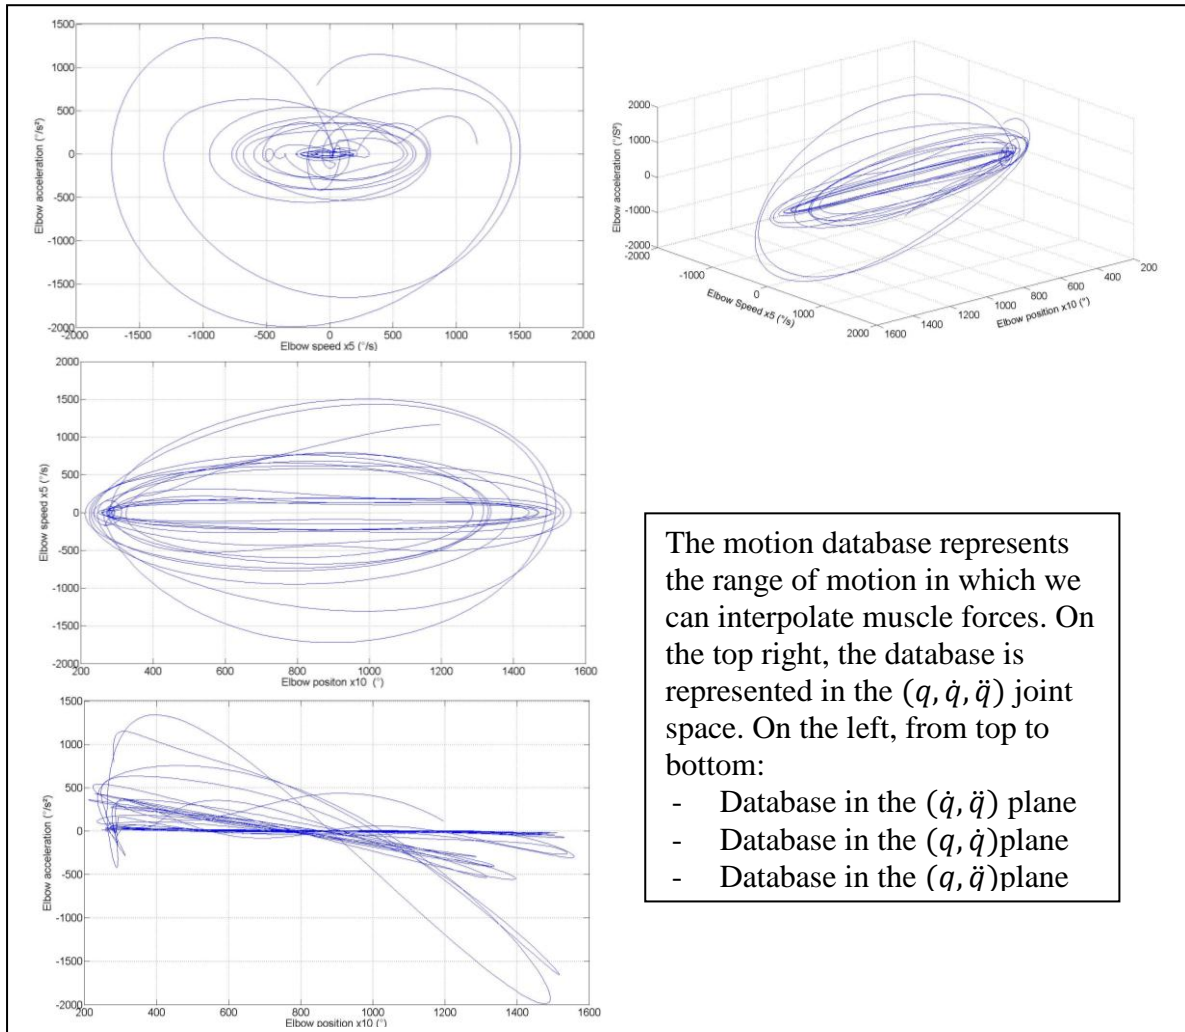 1500
1000
500
0
-500
-1000
-1500
-2000
Elbow acceleration (°/s²)
-2000 -1500 -1000 -500 0 500 1000 1500 2000
Elbow speed x5 (°/s)
2000
1000
0
-1000
-2000
Elbow acceleration (°/S²)
-2000 -1000 0 1000 2000
Elbow Speed x5 (°/s)
1600 1400 1200 1000 800 600 400 200
Elbow position x10 (°)
2000
1500
1000
500
0
-500
-1000
-1500
-2000
Elbow speed x5 (°/s)
200 400 600 800 1000 1200 1400 1600
Elbow positon x10 (°)
1500
1000
500
0
-500
-1000
-1500
-2000
Elbow acceleration (°/s²)
200 400 600 800 1000 1200 1400 1600
Elbow position x10 (°)
The motion database represents
the range of motion in which we
can interpolate muscle forces. On
the top right, the database is
represented in the (q, q̇, q̈) joint
space. On the left, from top to
bottom:
- Database in the (q̇, q̈) plane
- Database in the (q, q̇)plane
- Database in the (q, q̈)plane